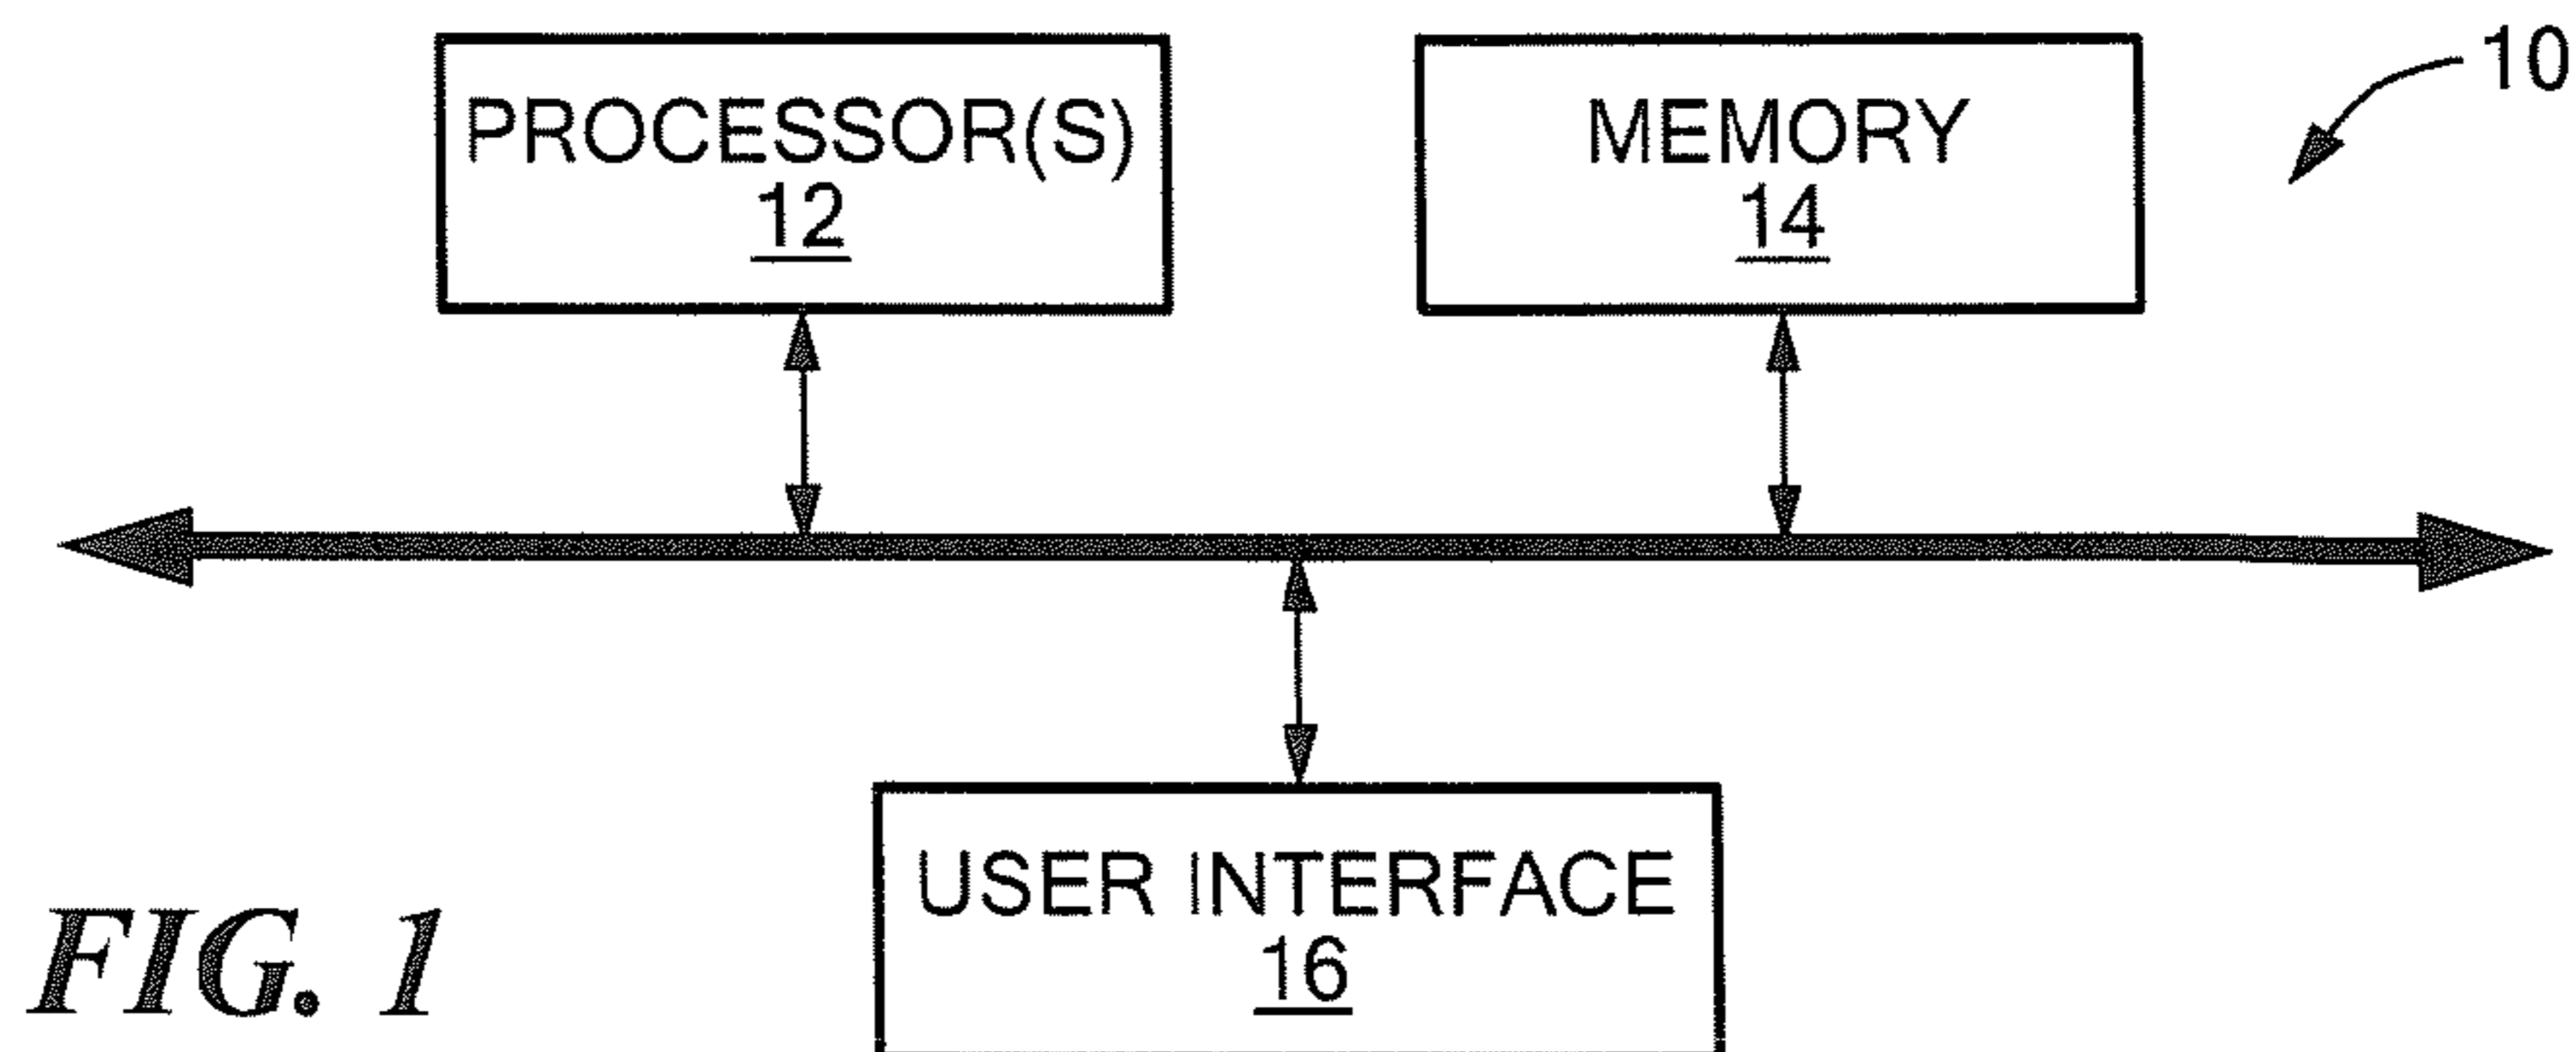 10
PROCESSOR(S)
12
MEMORY
14
USER INTERFACE
16
FIG. 1